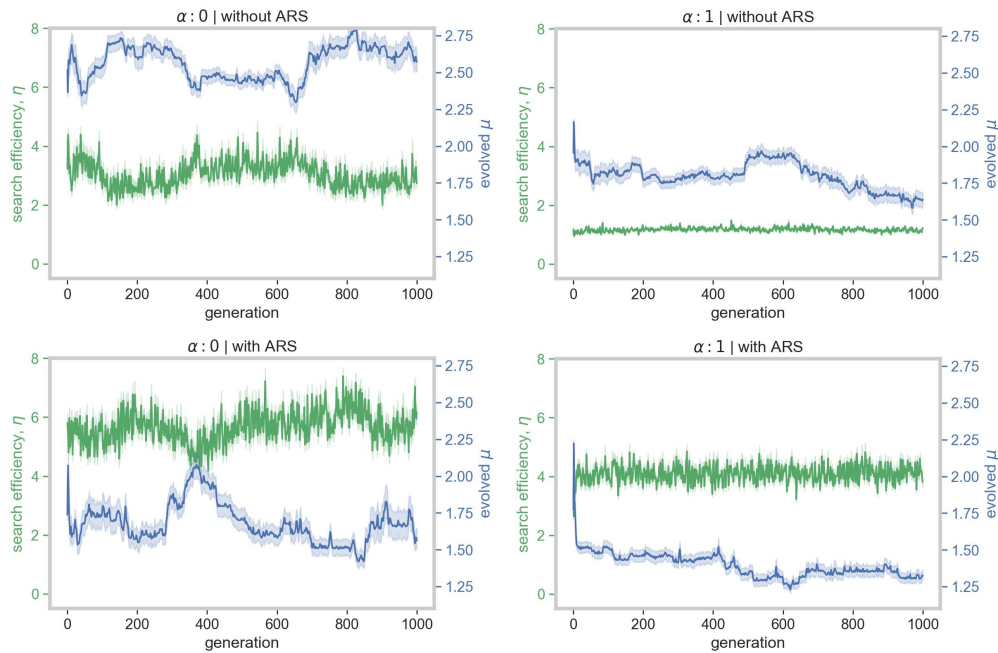 α : 0 | without ARS
search efficiency, η
8
6
4
2
0
evolved μ
2.75
2.50
2.25
2.00
1.75
1.50
1.25
0 200 400 600 800 1000
generation
α : 1 | without ARS
search efficiency, η
8
6
4
2
0
evolved μ
2.75
2.50
2.25
2.00
1.75
1.50
1.25
0 200 400 600 800 1000
generation
α : 0 | with ARS
search efficiency, η
8
6
4
2
0
evolved μ
2.75
2.50
2.25
2.00
1.75
1.50
1.25
0 200 400 600 800 1000
generation
α : 1 | with ARS
search efficiency, η
8
6
4
2
0
evolved μ
2.75
2.50
2.25
2.00
1.75
1.50
1.25
0 200 400 600 800 1000
generation